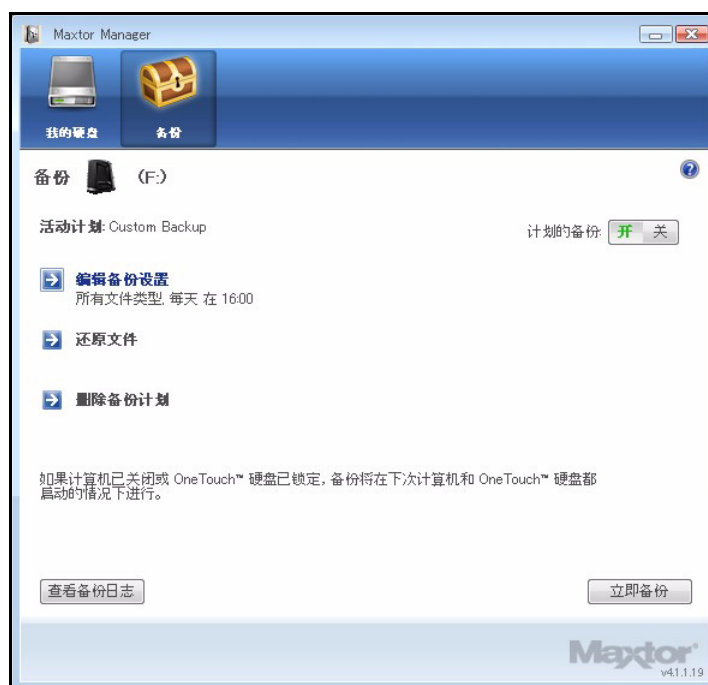 Maxtor Manager
我的硬盘
备份
备份 (F:)
活动计划: Custom Backup
计划的备份: 开 关
编辑备份设置
所有文件类型, 每天 在 16:00
还原文件
删除备份计划
如果计算机已关闭或 OneTouch™ 硬盘已锁定, 备份将在下次计算机和 OneTouch™ 硬盘都
启动的情况下进行。
查看备份日志
立即备份
Maxtor
v4.1.1.19